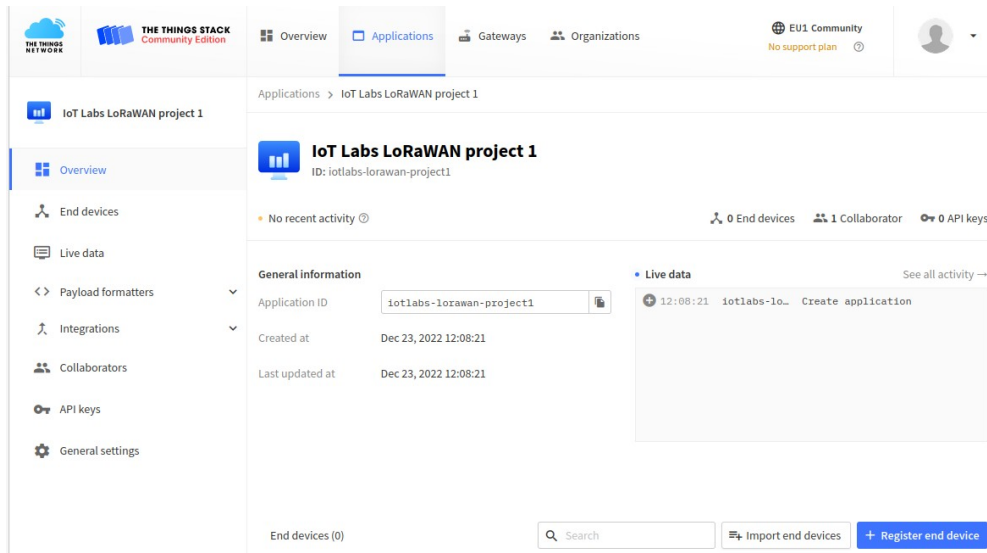 THE THINGS NETWORK
THE THINGS STACK
Community Edition
Overview
Applications
Gateways
Organizations
EU1 Community
No support plan
IoT Labs LoRaWAN project 1
Overview
End devices
Live data
Payload formatters
Integrations
Collaborators
API keys
General settings
Applications > IoT Labs LoRaWAN project 1
IoT Labs LoRaWAN project 1
ID: iotlabs-lorawan-project1
No recent activity
0 End devices
1 Collaborator
0 API keys
General information
Application ID iotlabs-lorawan-project1
Created at Dec 23, 2022 12:08:21
Last updated at Dec 23, 2022 12:08:21
Live data
See all activity →
12:08:21 iotlabs-lo… Create application
End devices (0)
Search
Import end devices
+ Register end device